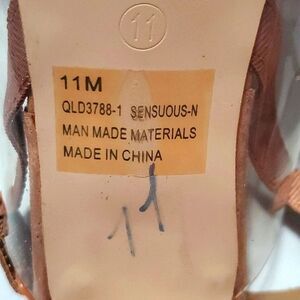 11
11M
QLD3788-1 SENSUOUS-N
MAN MADE MATERIALS
MADE IN CHINA
11